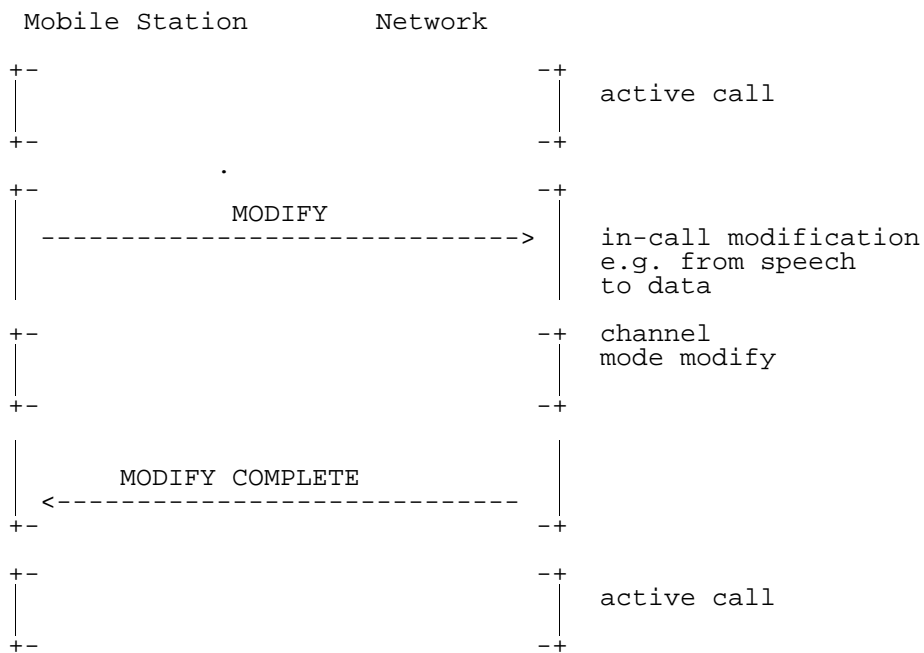 Mobile Station Network
+- -+
active call
+- -+
.
+- -+
MODIFY
------------------------------> in-call modification
e.g. from speech
to data
+- -+ channel
mode modify
+- -+
MODIFY COMPLETE
<-----------------------------
+- -+
+- -+
active call
+- -+